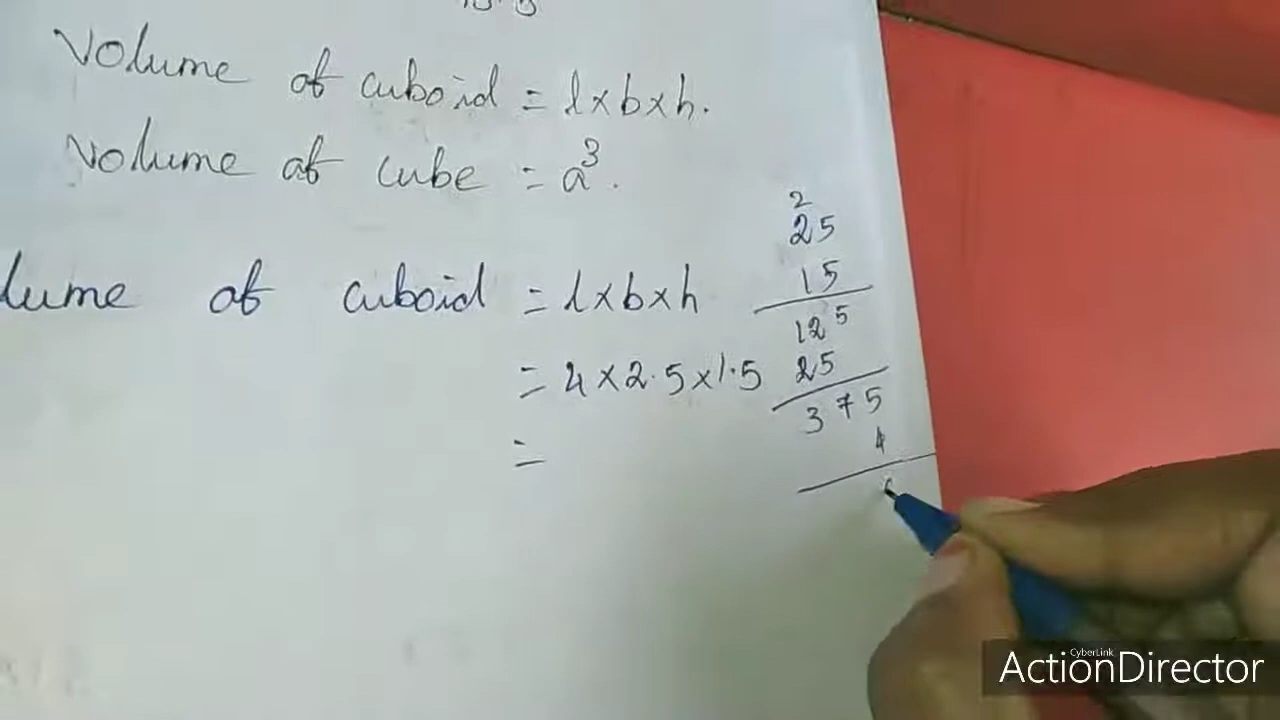 Volume of cuboid = l×b×h.
Volume of cube = a³.
lume of cuboid = l×b×h
= 4×2.5×1.5
=
2
25
15
125
25
375
4
CyberLink
ActionDirector